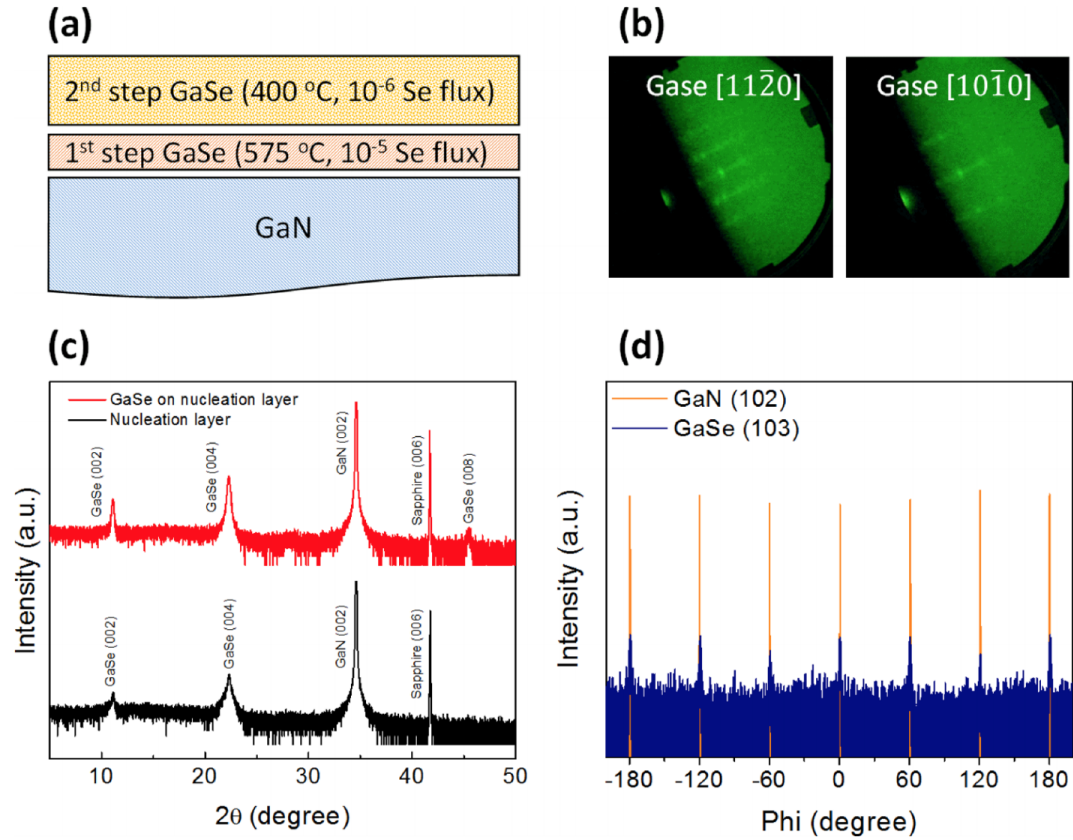 (a)
2ⁿᵈ step GaSe (400 ᵒC, 10⁻⁶ Se flux)
1ˢᵗ step GaSe (575 ᵒC, 10⁻⁵ Se flux)
GaN
(b)
Gase [112̄0]
Gase [101̄0]
(c)
GaSe on nucleation layer
Nucleation layer
GaSe (002)
GaSe (004)
GaN (002)
Sapphire (006)
GaSe (008)
GaSe (002)
GaSe (004)
GaN (002)
Sapphire (006)
Intensity (a.u.)
10 20 30 40 50
2θ (degree)
(d)
GaN (102)
GaSe (103)
Intensity (a.u.)
-180 -120 -60 0 60 120 180
Phi (degree)